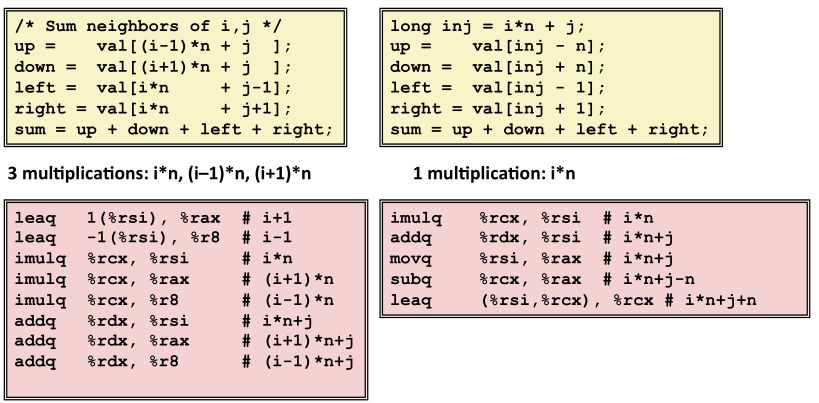 /* Sum neighbors of i,j */
up =    val[(i-1)*n + j  ];
down =  val[(i+1)*n + j  ];
left =  val[i*n     + j-1];
right = val[i*n     + j+1];
sum = up + down + left + right;
3 multiplications: i*n, (i–1)*n, (i+1)*n
leaq   1(%rsi), %rax  # i+1
leaq   -1(%rsi), %r8  # i-1
imulq  %rcx, %rsi     # i*n
imulq  %rcx, %rax     # (i+1)*n
imulq  %rcx, %r8      # (i-1)*n
addq   %rdx, %rsi     # i*n+j
addq   %rdx, %rax     # (i+1)*n+j
addq   %rdx, %r8      # (i-1)*n+j
long inj = i*n + j;
up =    val[inj - n];
down =  val[inj + n];
left =  val[inj - 1];
right = val[inj + 1];
sum = up + down + left + right;
1 multiplication: i*n
imulq   %rcx, %rsi  # i*n
addq    %rdx, %rsi  # i*n+j
movq    %rsi, %rax  # i*n+j
subq    %rcx, %rax  # i*n+j-n
leaq    (%rsi,%rcx), %rcx # i*n+j+n